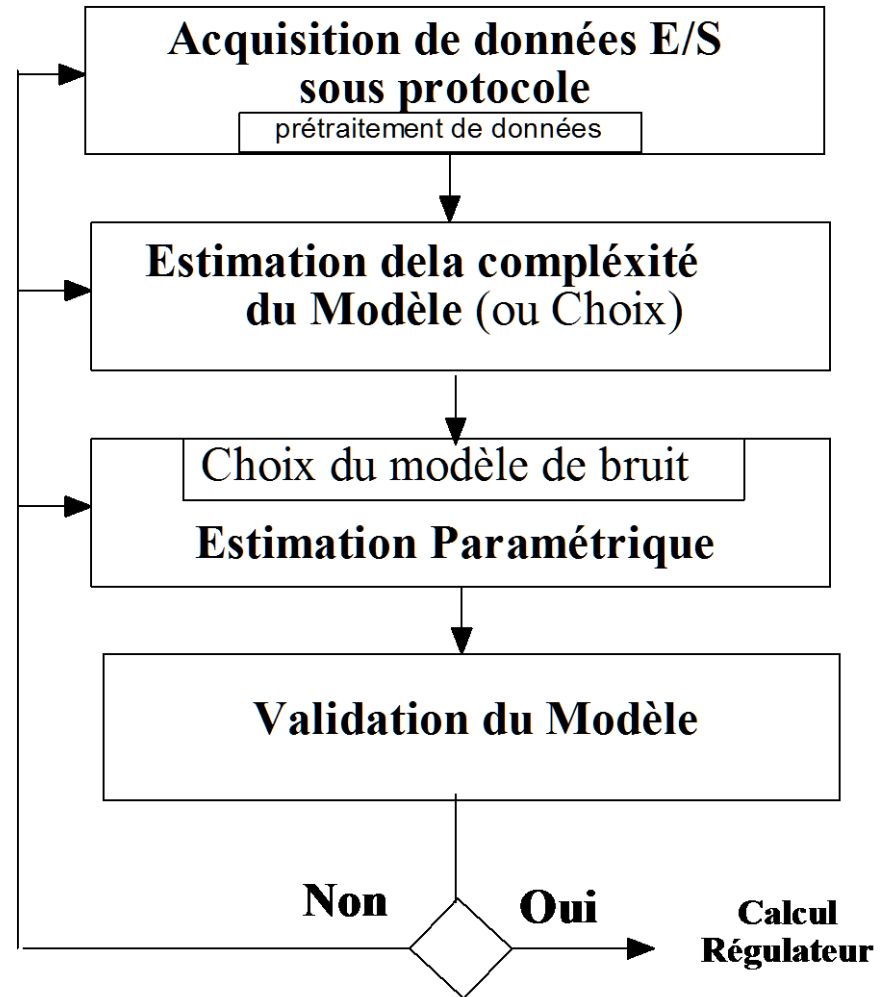 Acquisition de données E/S
sous protocole
prétraitement de données
Estimation dela compléxité
du Modèle (ou Choix)
Choix du modèle de bruit
Estimation Paramétrique
Validation du Modèle
Non
Oui
Calcul
Régulateur